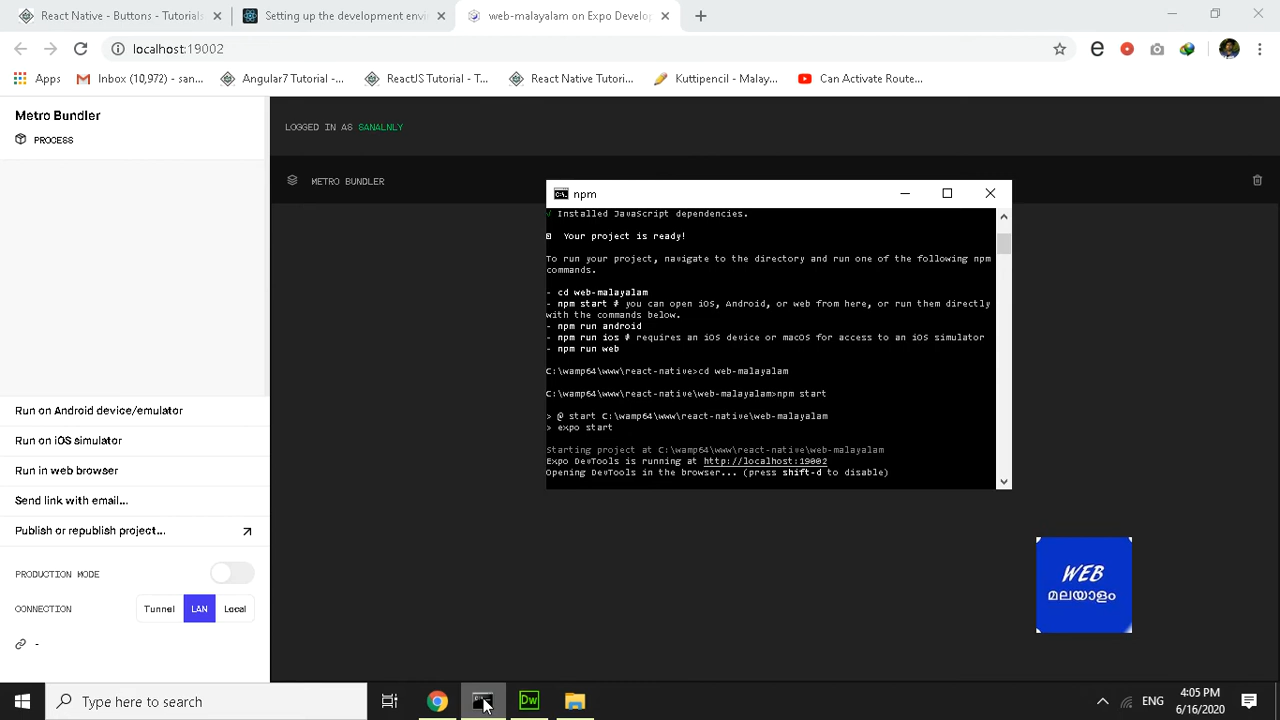 React Native - Buttons - Tutorials
Setting up the development envi
web-malayalam on Expo Develo
localhost:19002
Apps
Inbox (10,972) - san...
Angular7 Tutorial -...
ReactJS Tutorial - T...
React Native Tutori...
Kuttipencil - Malay...
Can Activate Route...
Metro Bundler
PROCESS
LOGGED IN AS SANALNLY
METRO BUNDLER
npm
√ Installed JavaScript dependencies.
Your project is ready!
To run your project, navigate to the directory and run one of the following npm
commands.
- cd web-malayalam
- npm start # you can open iOS, Android, or web from here, or run them directly
with the commands below.
- npm run android
- npm run ios # requires an iOS device or macOS for access to an iOS simulator
- npm run web
C:\wamp64\www\react-native>cd web-malayalam
C:\wamp64\www\react-native\web-malayalam>npm start
> @ start C:\wamp64\www\react-native\web-malayalam
> expo start
Starting project at C:\wamp64\www\react-native\web-malayalam
Expo DevTools is running at http://localhost:19002
Opening DevTools in the browser... (press shift-d to disable)
Run on Android device/emulator
Run on iOS simulator
Run in web browser
Send link with email...
Publish or republish project...
PRODUCTION MODE
CONNECTION
Tunnel
LAN
Local
-
WEB
മലയാളം
Type here to search
Dw
ENG
4:05 PM
6/16/2020